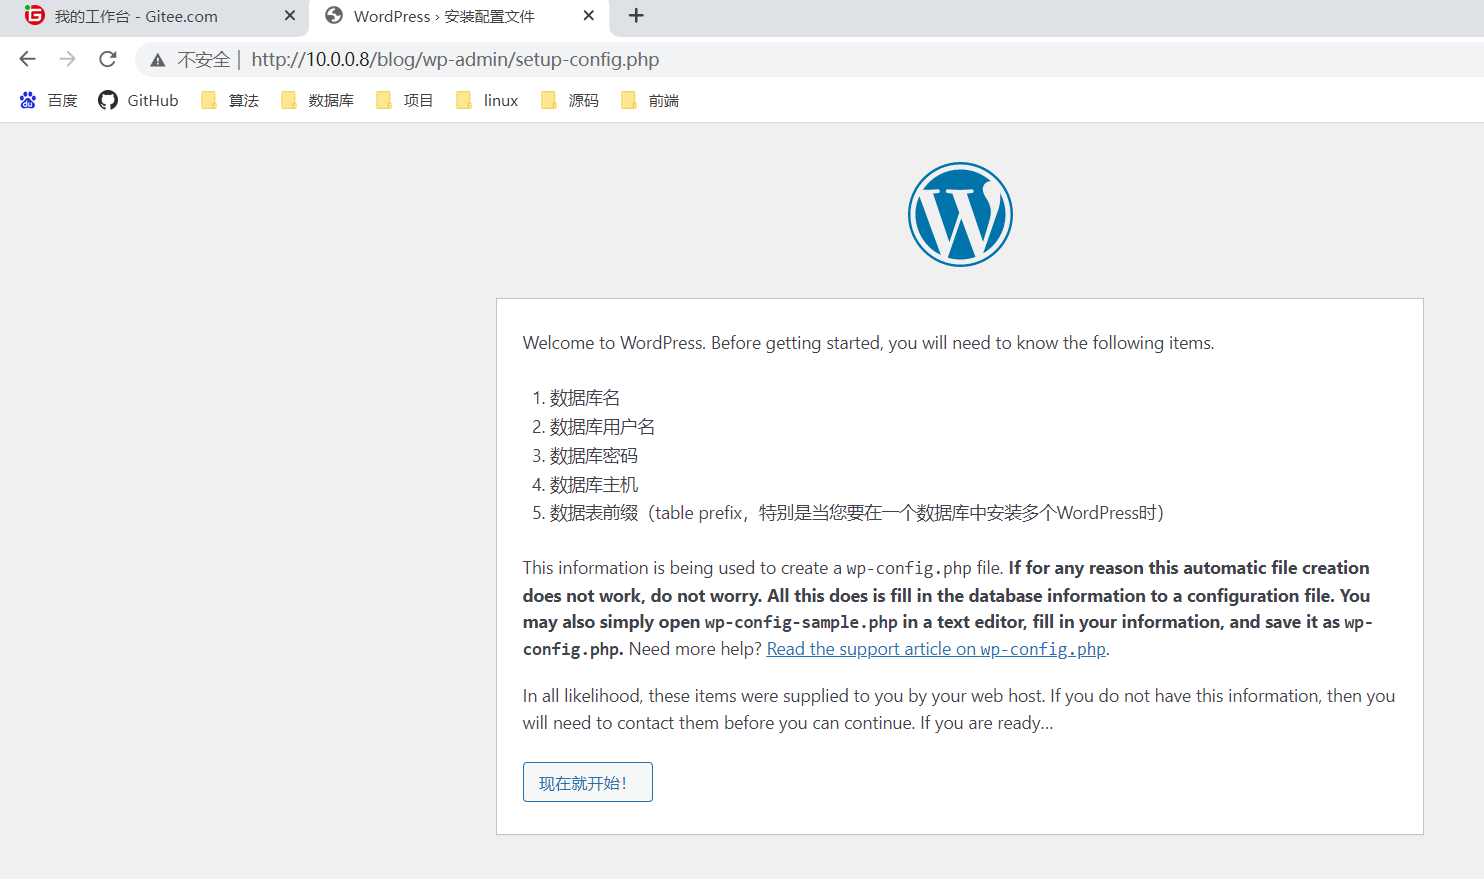 我的工作台 - Gitee.com
WordPress › 安装配置文件
不安全 | http://10.0.0.8/blog/wp-admin/setup-config.php
百度 GitHub 算法 数据库 项目 linux 源码 前端
Welcome to WordPress. Before getting started, you will need to know the following items.
1. 数据库名
2. 数据库用户名
3. 数据库密码
4. 数据库主机
5. 数据表前缀（table prefix，特别是当您要在一个数据库中安装多个WordPress时）
This information is being used to create a wp-config.php file. If for any reason this automatic file creation
does not work, do not worry. All this does is fill in the database information to a configuration file. You
may also simply open wp-config-sample.php in a text editor, fill in your information, and save it as wp-
config.php. Need more help? Read the support article on wp-config.php.
In all likelihood, these items were supplied to you by your web host. If you do not have this information, then you
will need to contact them before you can continue. If you are ready…
现在就开始！